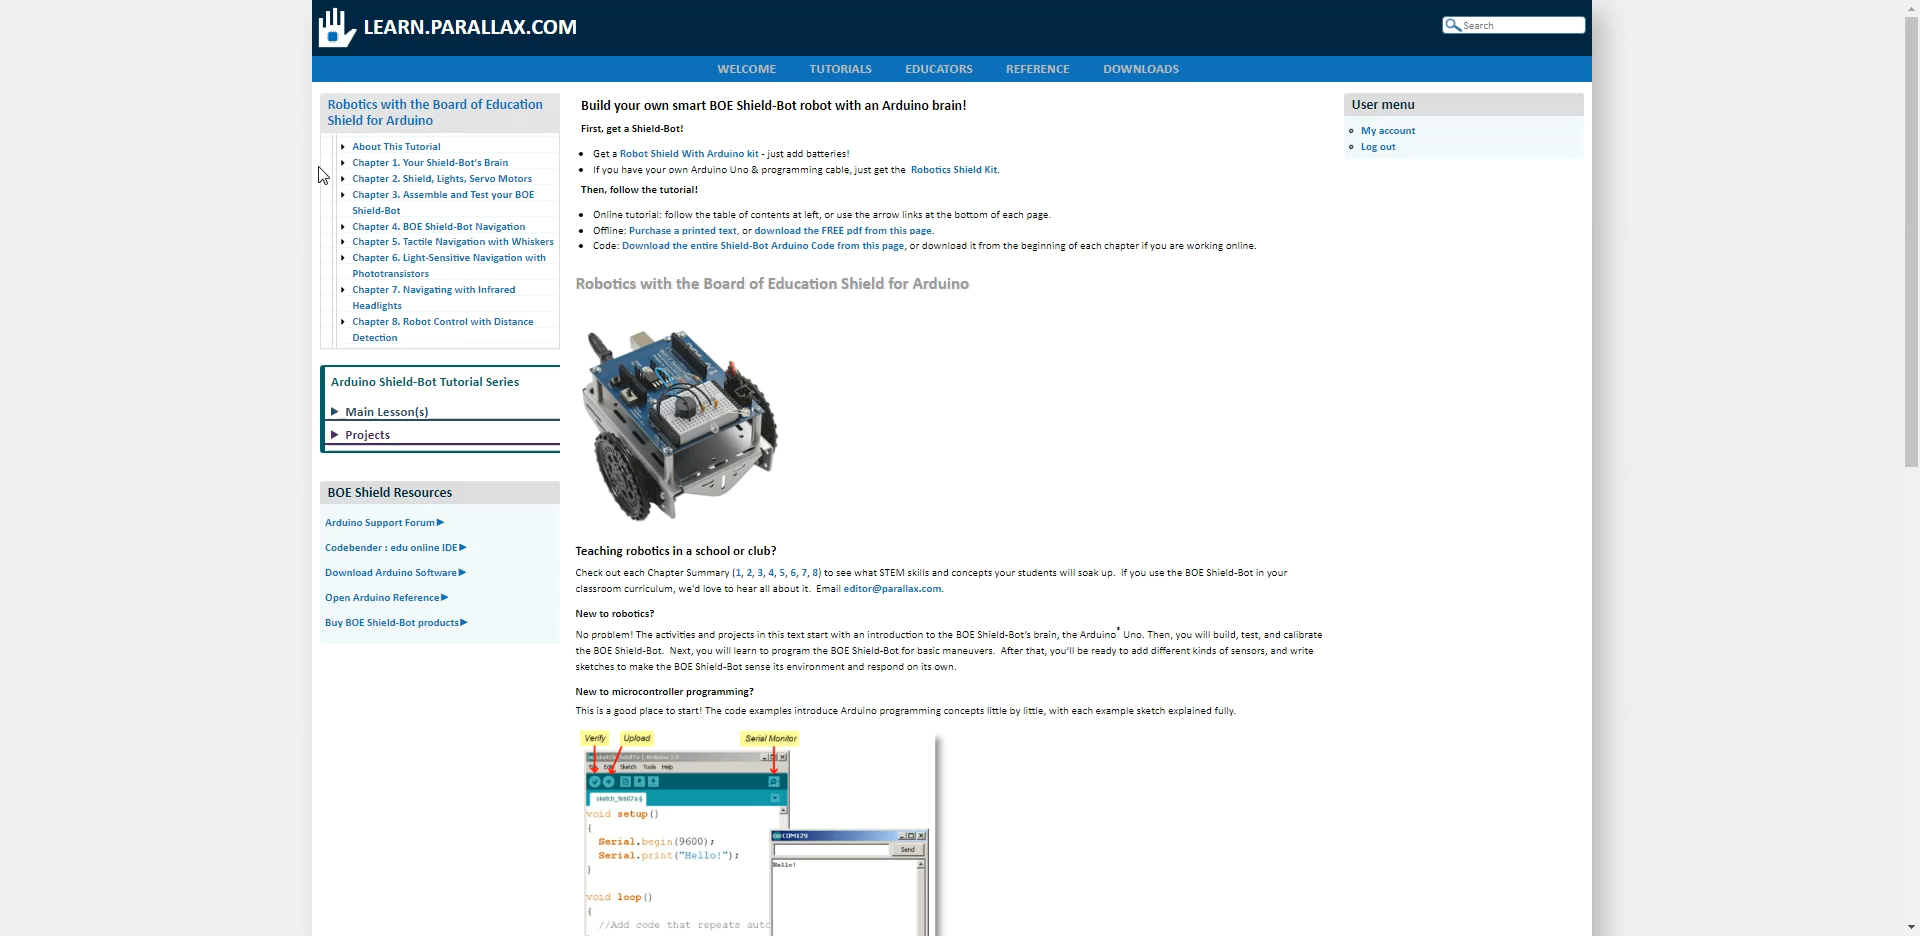 LEARN.PARALLAX.COM
Search
WELCOME TUTORIALS EDUCATORS REFERENCE DOWNLOADS
Robotics with the Board of Education
Shield for Arduino
About This Tutorial
Chapter 1. Your Shield-Bot's Brain
Chapter 2. Shield, Lights, Servo Motors
Chapter 3. Assemble and Test your BOE
Shield-Bot
Chapter 4. BOE Shield-Bot Navigation
Chapter 5. Tactile Navigation with Whiskers
Chapter 6. Light-Sensitive Navigation with
Phototransistors
Chapter 7. Navigating with Infrared
Headlights
Chapter 8. Robot Control with Distance
Detection
Arduino Shield-Bot Tutorial Series
Main Lesson(s)
Projects
BOE Shield Resources
Arduino Support Forum
Codebender : edu online IDE
Download Arduino Software
Open Arduino Reference
Buy BOE Shield-Bot products
Build your own smart BOE Shield-Bot robot with an Arduino brain!
First, get a Shield-Bot!
Get a Robot Shield With Arduino kit - just add batteries!
If you have your own Arduino Uno & programming cable, just get the Robotics Shield Kit.
Then, follow the tutorial!
Online tutorial: follow the table of contents at left, or use the arrow links at the bottom of each page.
Offline: Purchase a printed text, or download the FREE pdf from this page.
Code: Download the entire Shield-Bot Arduino Code from this page, or download it from the beginning of each chapter if you are working online.
Robotics with the Board of Education Shield for Arduino
Teaching robotics in a school or club?
Check out each Chapter Summary (1, 2, 3, 4, 5, 6, 7, 8) to see what STEM skills and concepts your students will soak up. If you use the BOE Shield-Bot in your
classroom curriculum, we'd love to hear all about it. Email editor@parallax.com.
New to robotics?
No problem! The activities and projects in this text start with an introduction to the BOE Shield-Bot's brain, the Arduino Uno. Then, you will build, test, and calibrate
the BOE Shield-Bot. Next, you will learn to program the BOE Shield-Bot for basic maneuvers. After that, you'll be ready to add different kinds of sensors, and write
sketches to make the BOE Shield-Bot sense its environment and respond on its own.
New to microcontroller programming?
This is a good place to start! The code examples introduce Arduino programming concepts little by little, with each example sketch explained fully.
Verify Upload Serial Monitor
Sketch Tools Help
sketch_feb07a §
void setup()
{
Serial.begin(9600);
Serial.print("Hello!");
}
void loop()
{
//Add code that repeats auto
COM129
Send
Hello!
User menu
My account
Log out